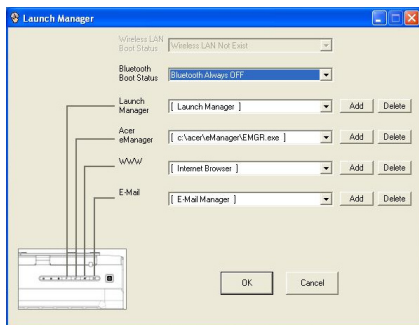 Launch Manager
Wireless LAN
Boot Status
Wireless LAN Not Exist
Bluetooth
Boot Status
Bluetooth Always OFF
Launch
Manager
[ Launch Manager ]
Add
Delete
Acer
eManager
[ c:\acer\eManager\EMGR.exe ]
Add
Delete
WWW
[ Internet Browser ]
Add
Delete
E-Mail
[ E-Mail Manager ]
Add
Delete
OK
Cancel